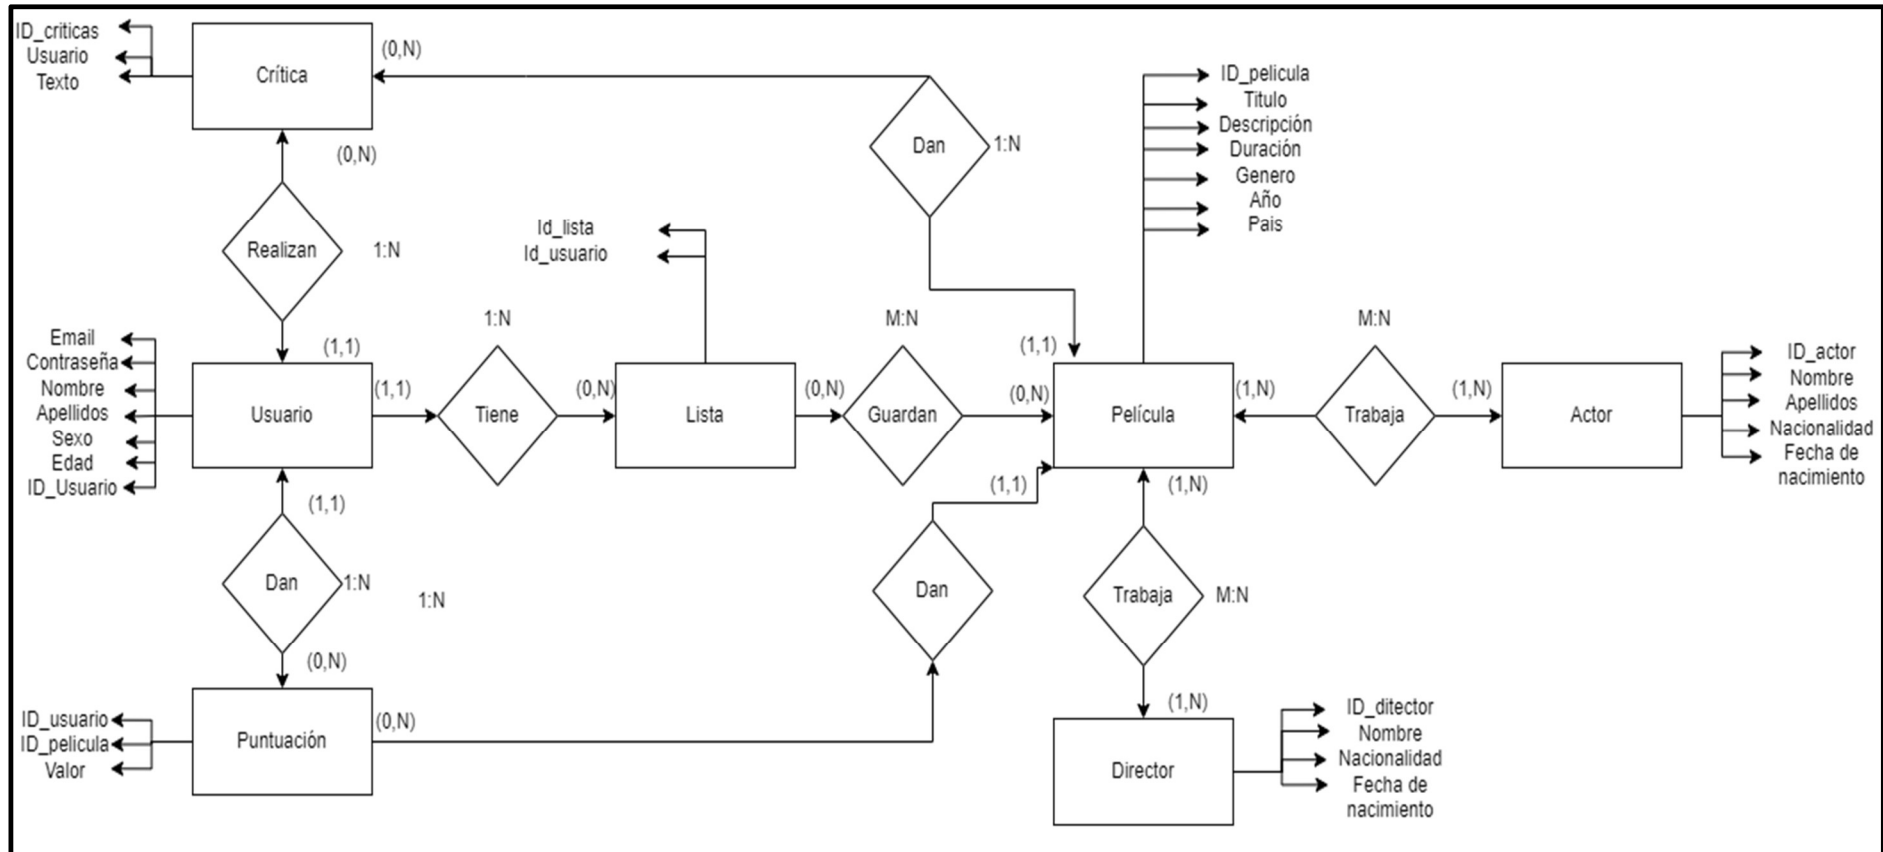 ID_criticas
Usuario
Texto
Crítica
(0,N)
(0,N)
Dan
1:N
ID_pelicula
Titulo
Descripción
Duración
Genero
Año
Pais
Realizan
1:N
Id_lista
Id_usuario
Email
Contraseña
Nombre
Apellidos
Sexo
Edad
ID_Usuario
(1,1)
Usuario
(1,1)
1:N
Tiene
(0,N)
Lista
(0,N)
M:N
Guardan
(0,N)
(1,1)
Película
(1,N)
M:N
Trabaja
(1,N)
Actor
ID_actor
Nombre
Apellidos
Nacionalidad
Fecha de
nacimiento
(1,1)
Dan
1:N
1:N
(0,N)
(1,1)
Dan
(1,N)
Trabaja
M:N
(1,N)
ID_usuario
ID_pelicula
Valor
Puntuación
(0,N)
Director
ID_ditector
Nombre
Nacionalidad
Fecha de
nacimiento